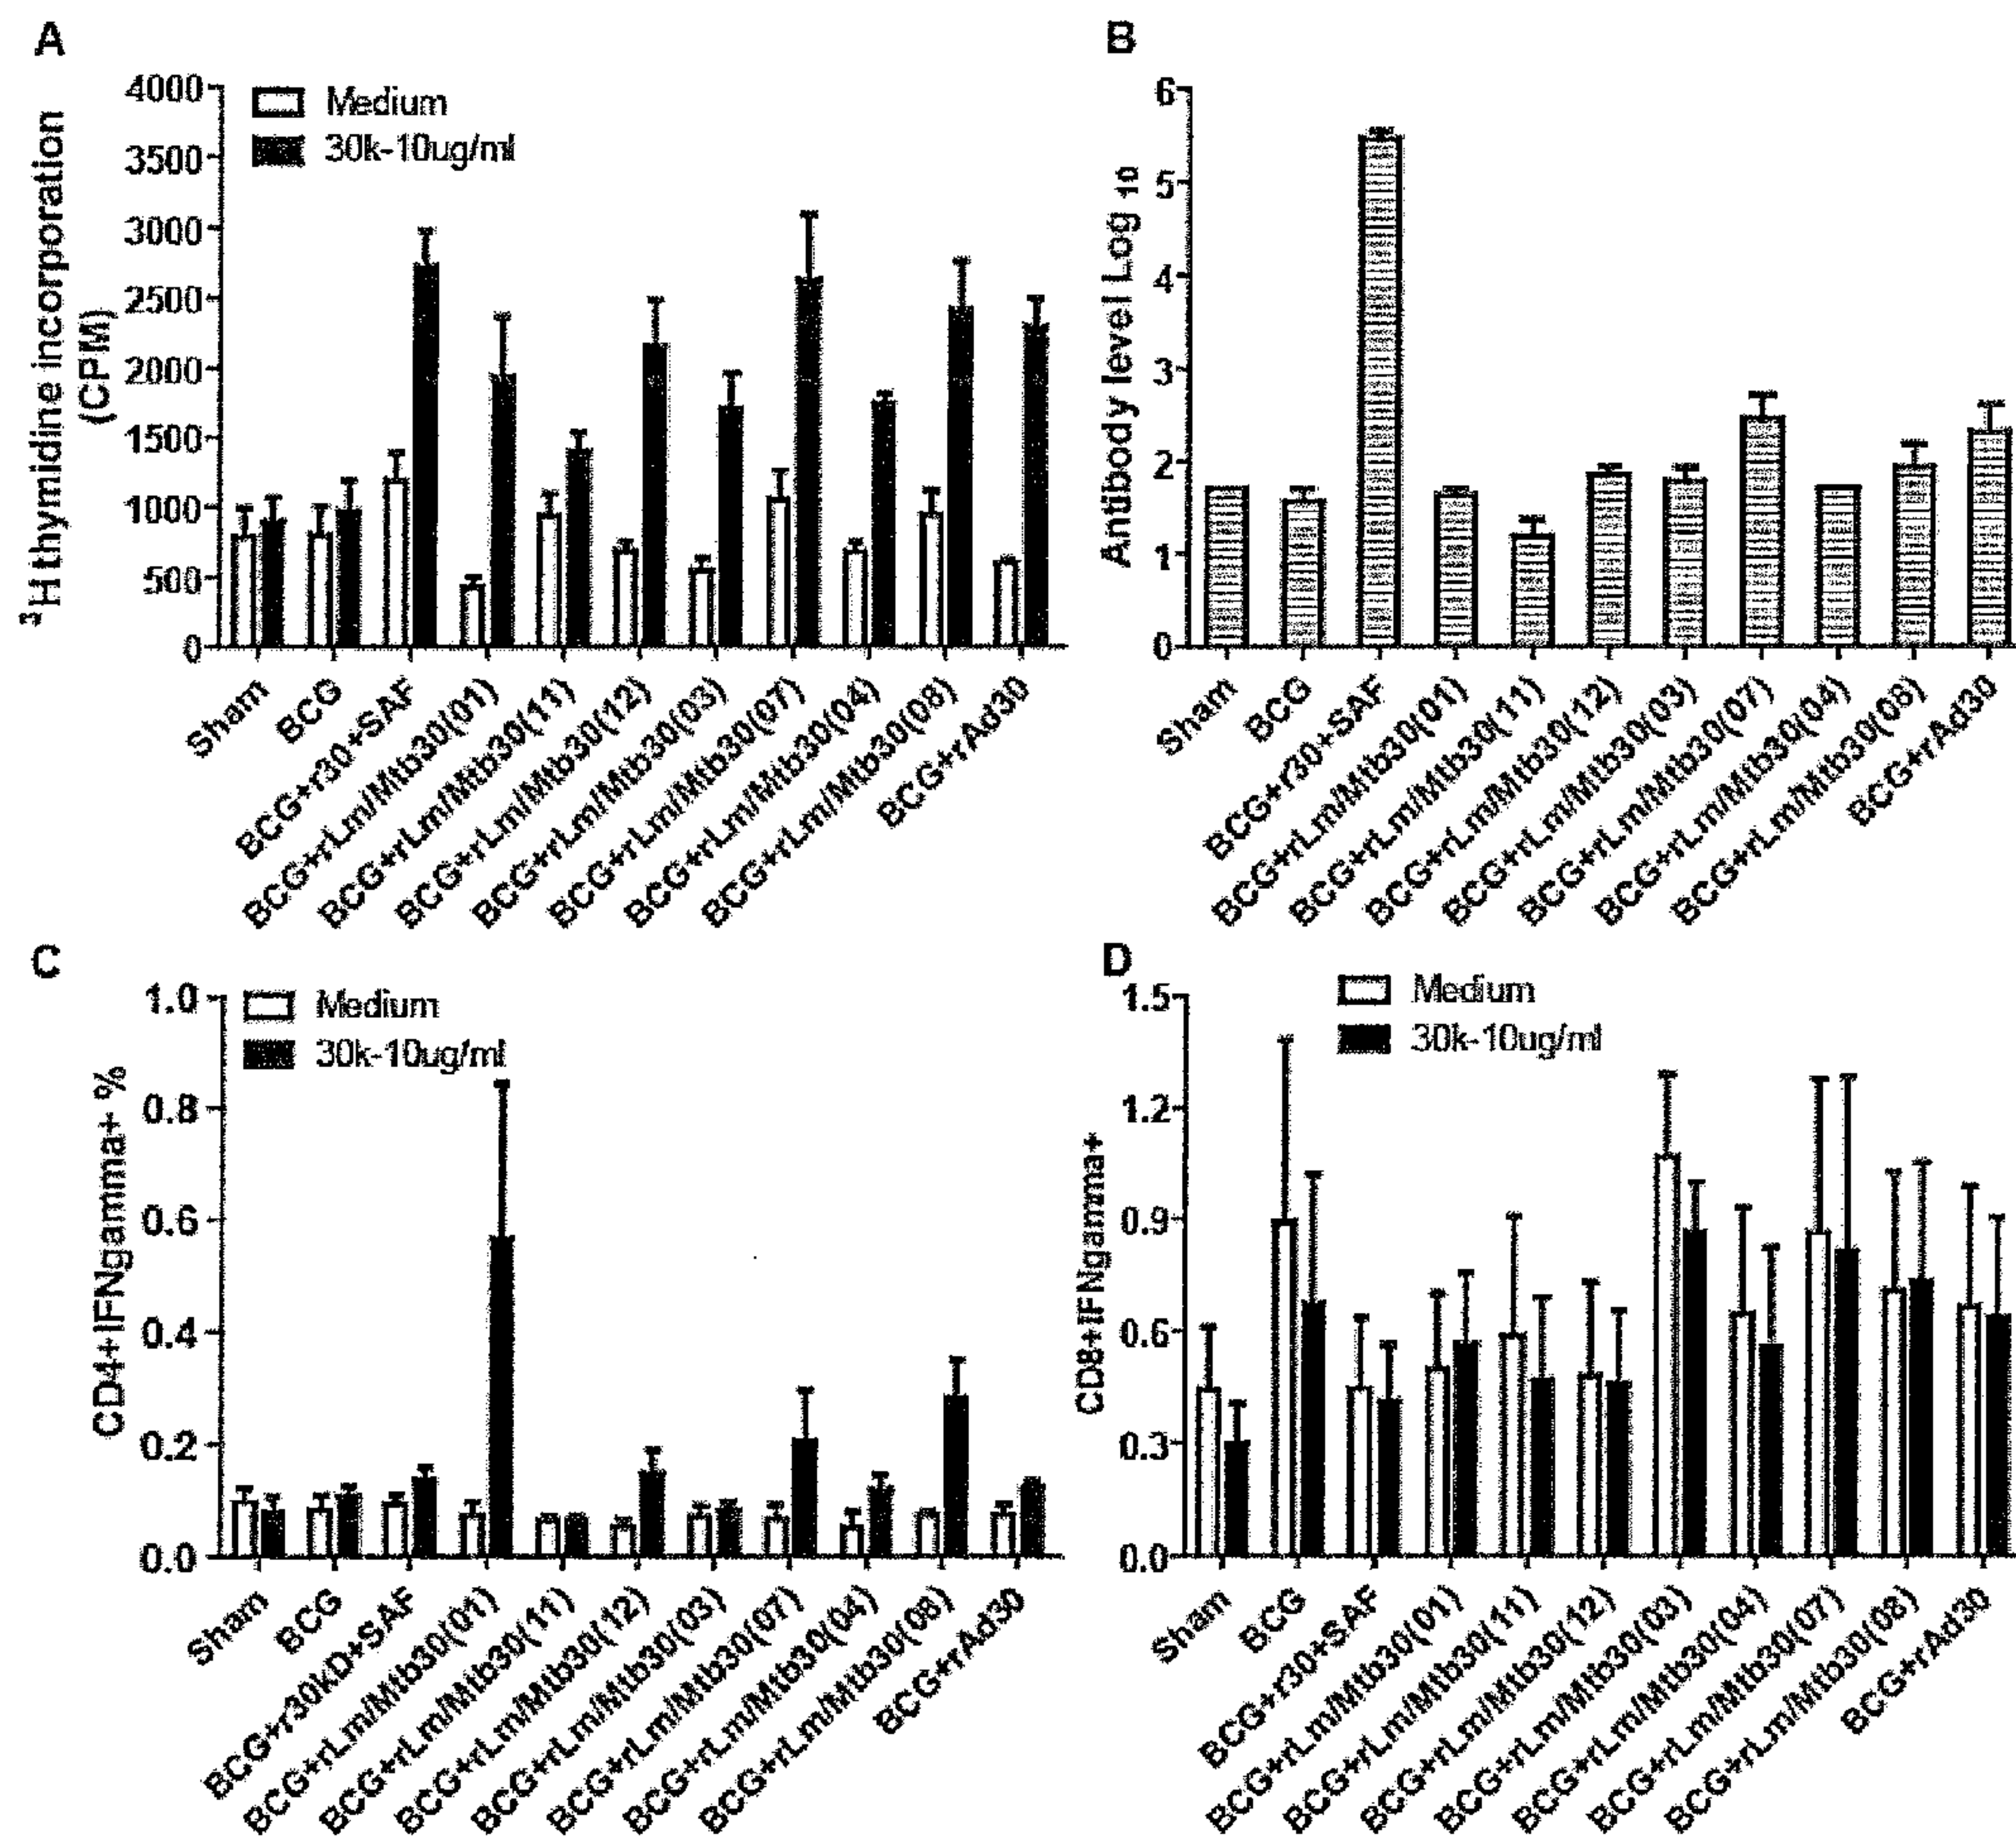 A
³H thymidine incorporation
(CPM)
4000
3500
3000
2500
2000
1500
1000
500
0
Medium
30k-10ug/ml
Sham
BCG
BCG+r30+SAF
BCG+rLm/Mtb30(01)
BCG+rLm/Mtb30(11)
BCG+rLm/Mtb30(12)
BCG+rLm/Mtb30(03)
BCG+rLm/Mtb30(07)
BCG+rLm/Mtb30(04)
BCG+rLm/Mtb30(08)
BCG+rAd30
B
Antibody level Log 10
6
5
4
3
2
1
0
Sham
BCG
BCG+r30+SAF
BCG+rLm/Mtb30(01)
BCG+rLm/Mtb30(11)
BCG+rLm/Mtb30(12)
BCG+rLm/Mtb30(03)
BCG+rLm/Mtb30(07)
BCG+rLm/Mtb30(04)
BCG+rLm/Mtb30(08)
BCG+rAd30
C
CD4+IFNgamma+ %
1.0
0.8
0.6
0.4
0.2
0.0
Medium
30k-10ug/ml
Sham
BCG
BCG+r30kD+SAF
BCG+rLm/Mtb30(01)
BCG+rLm/Mtb30(11)
BCG+rLm/Mtb30(12)
BCG+rLm/Mtb30(03)
BCG+rLm/Mtb30(07)
BCG+rLm/Mtb30(04)
BCG+rLm/Mtb30(08)
BCG+rAd30
D
CD8+IFNgamma+
1.5
1.2
0.9
0.6
0.3
0.0
Medium
30k-10ug/ml
Sham
BCG
BCG+r30+SAF
BCG+rLm/Mtb30(01)
BCG+rLm/Mtb30(11)
BCG+rLm/Mtb30(12)
BCG+rLm/Mtb30(03)
BCG+rLm/Mtb30(04)
BCG+rLm/Mtb30(07)
BCG+rLm/Mtb30(08)
BCG+rAd30